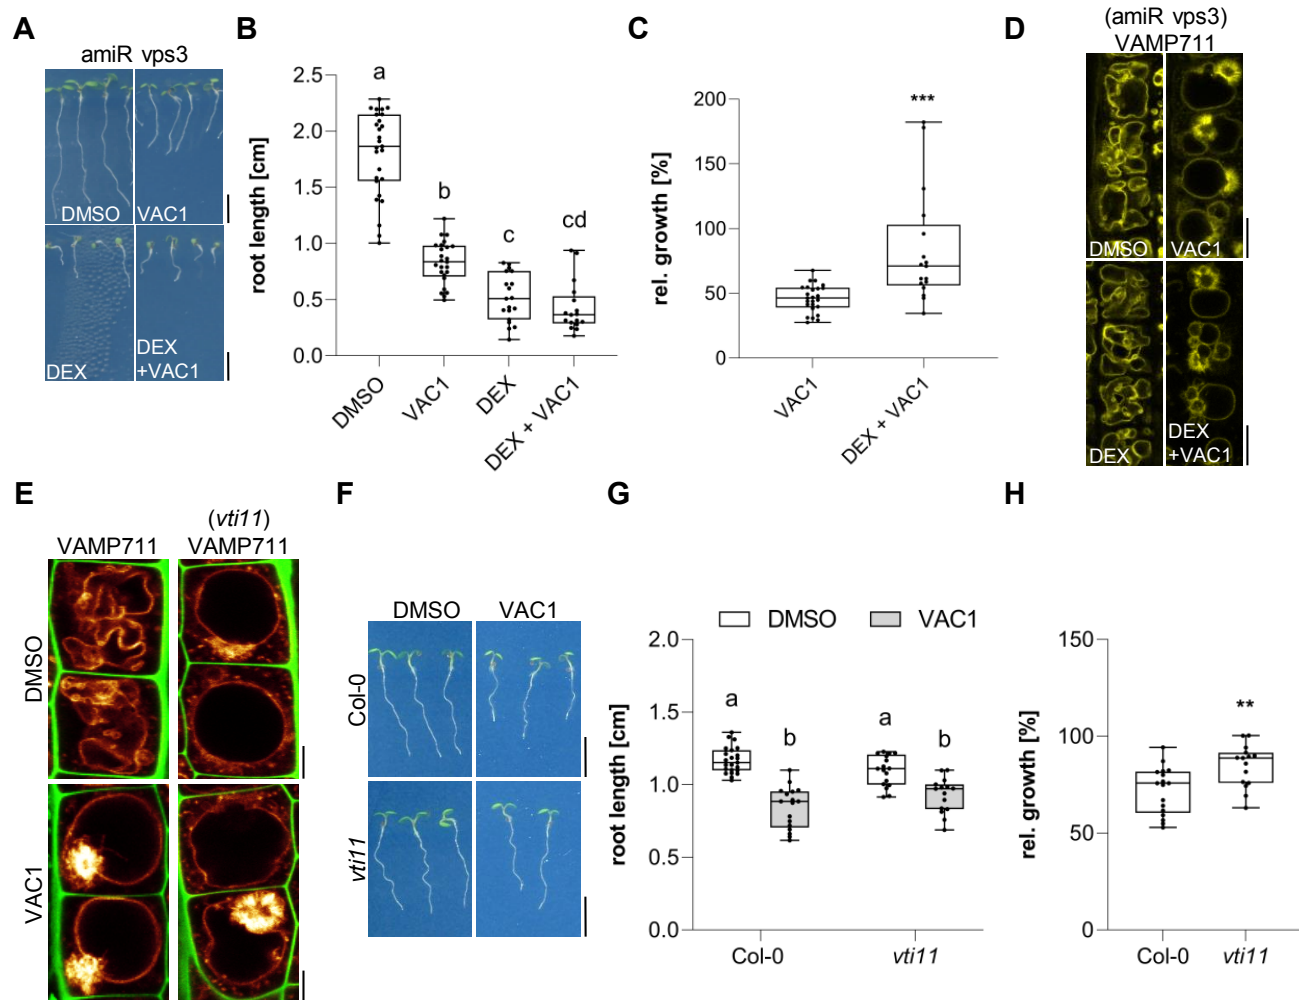 A
amiR vps3
DMSO
VAC1
DEX
DEX
+VAC1
B
root length [cm]
2.5
2.0
1.5
1.0
0.5
0.0
a
b
c
cd
DMSO
VAC1
DEX
DEX + VAC1
C
rel. growth [%]
200
150
100
50
0
***
VAC1
DEX + VAC1
D
(amiR vps3)
VAMP711
DMSO
VAC1
DEX
DEX
+VAC1
E
VAMP711
(vti11)
VAMP711
DMSO
VAC1
F
DMSO
VAC1
Col-0
vti11
G
DMSO
VAC1
root length [cm]
2.0
1.5
1.0
0.5
0.0
a
b
a
b
Col-0
vti11
H
rel. growth [%]
150
100
50
0
**
Col-0
vti11